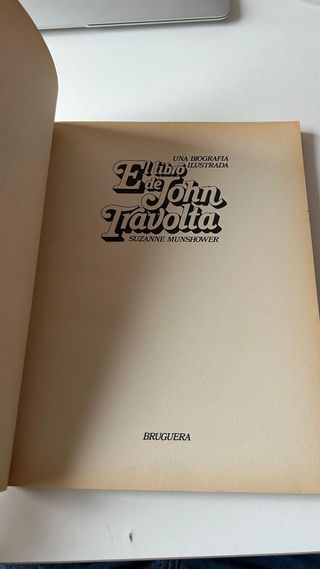 UNA BIOGRAFIA
ILUSTRADA
El libro
de John
Travolta
SUZANNE MUNSHOWER
BRUGUERA